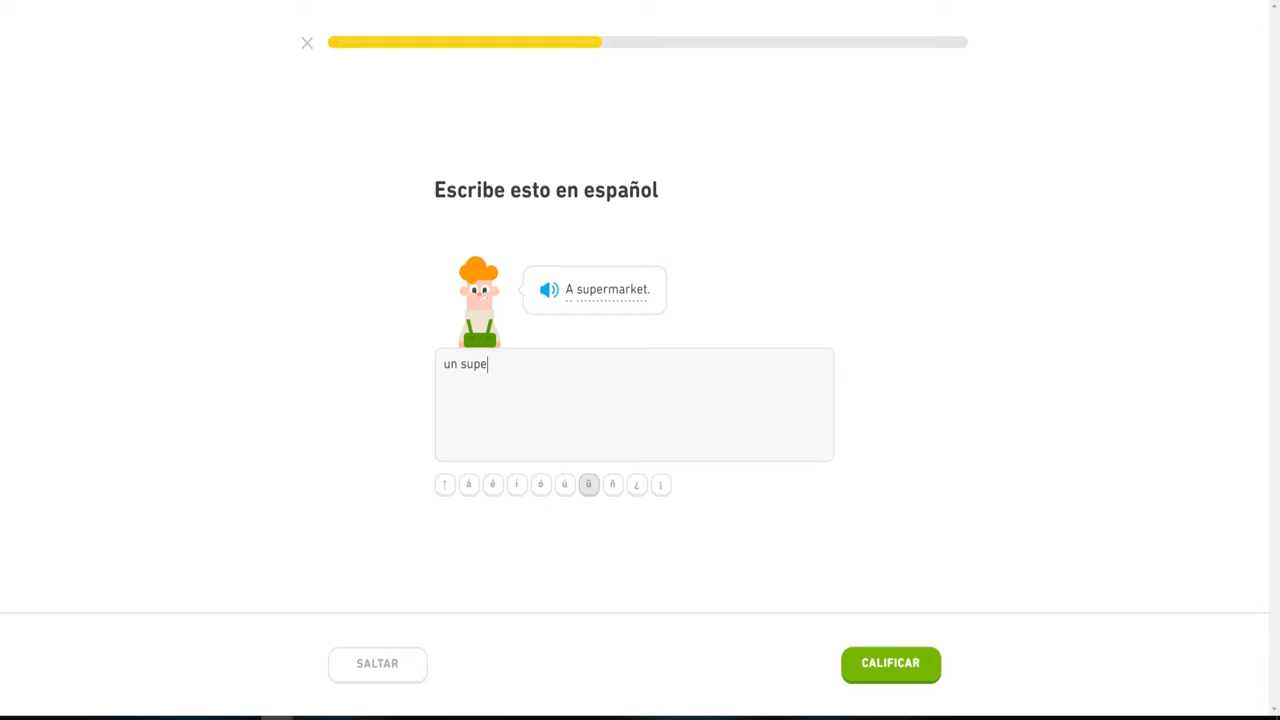 Escribe esto en español
A supermarket.
un supe
↑ á é í ó ú ü ñ ¿ ¡
SALTAR
CALIFICAR